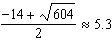 (-14 + √604)/2 ≈ 5.3